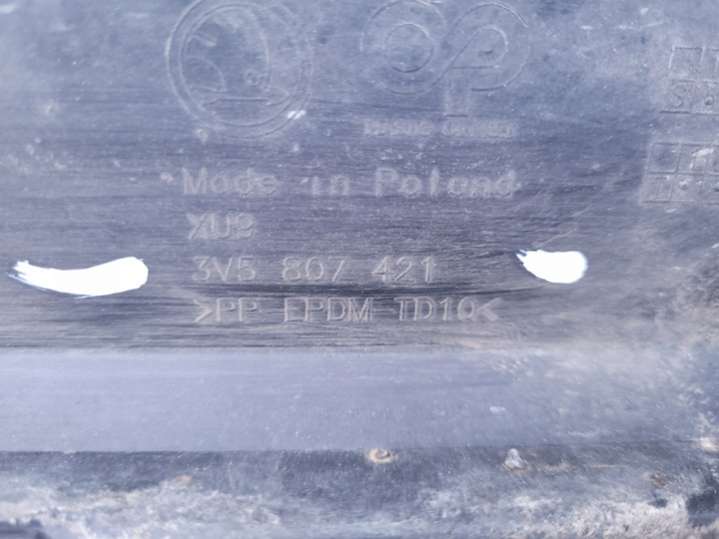 Made in Poland
XU9
3V5 807 421
>PP EPDM-TD10<